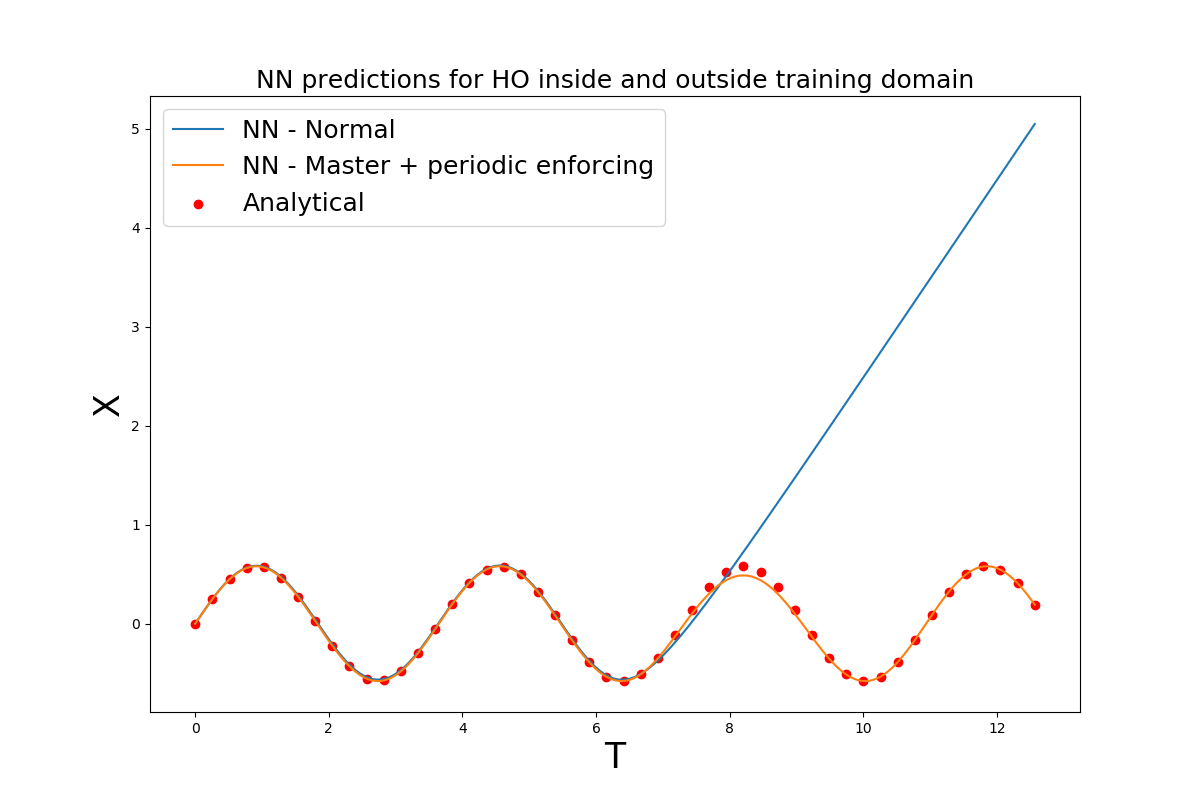 NN predictions for HO inside and outside training domain
NN - Normal
NN - Master + periodic enforcing
Analytical
5
4
3
2
1
0
X
0 2 4 6 8 10 12
T